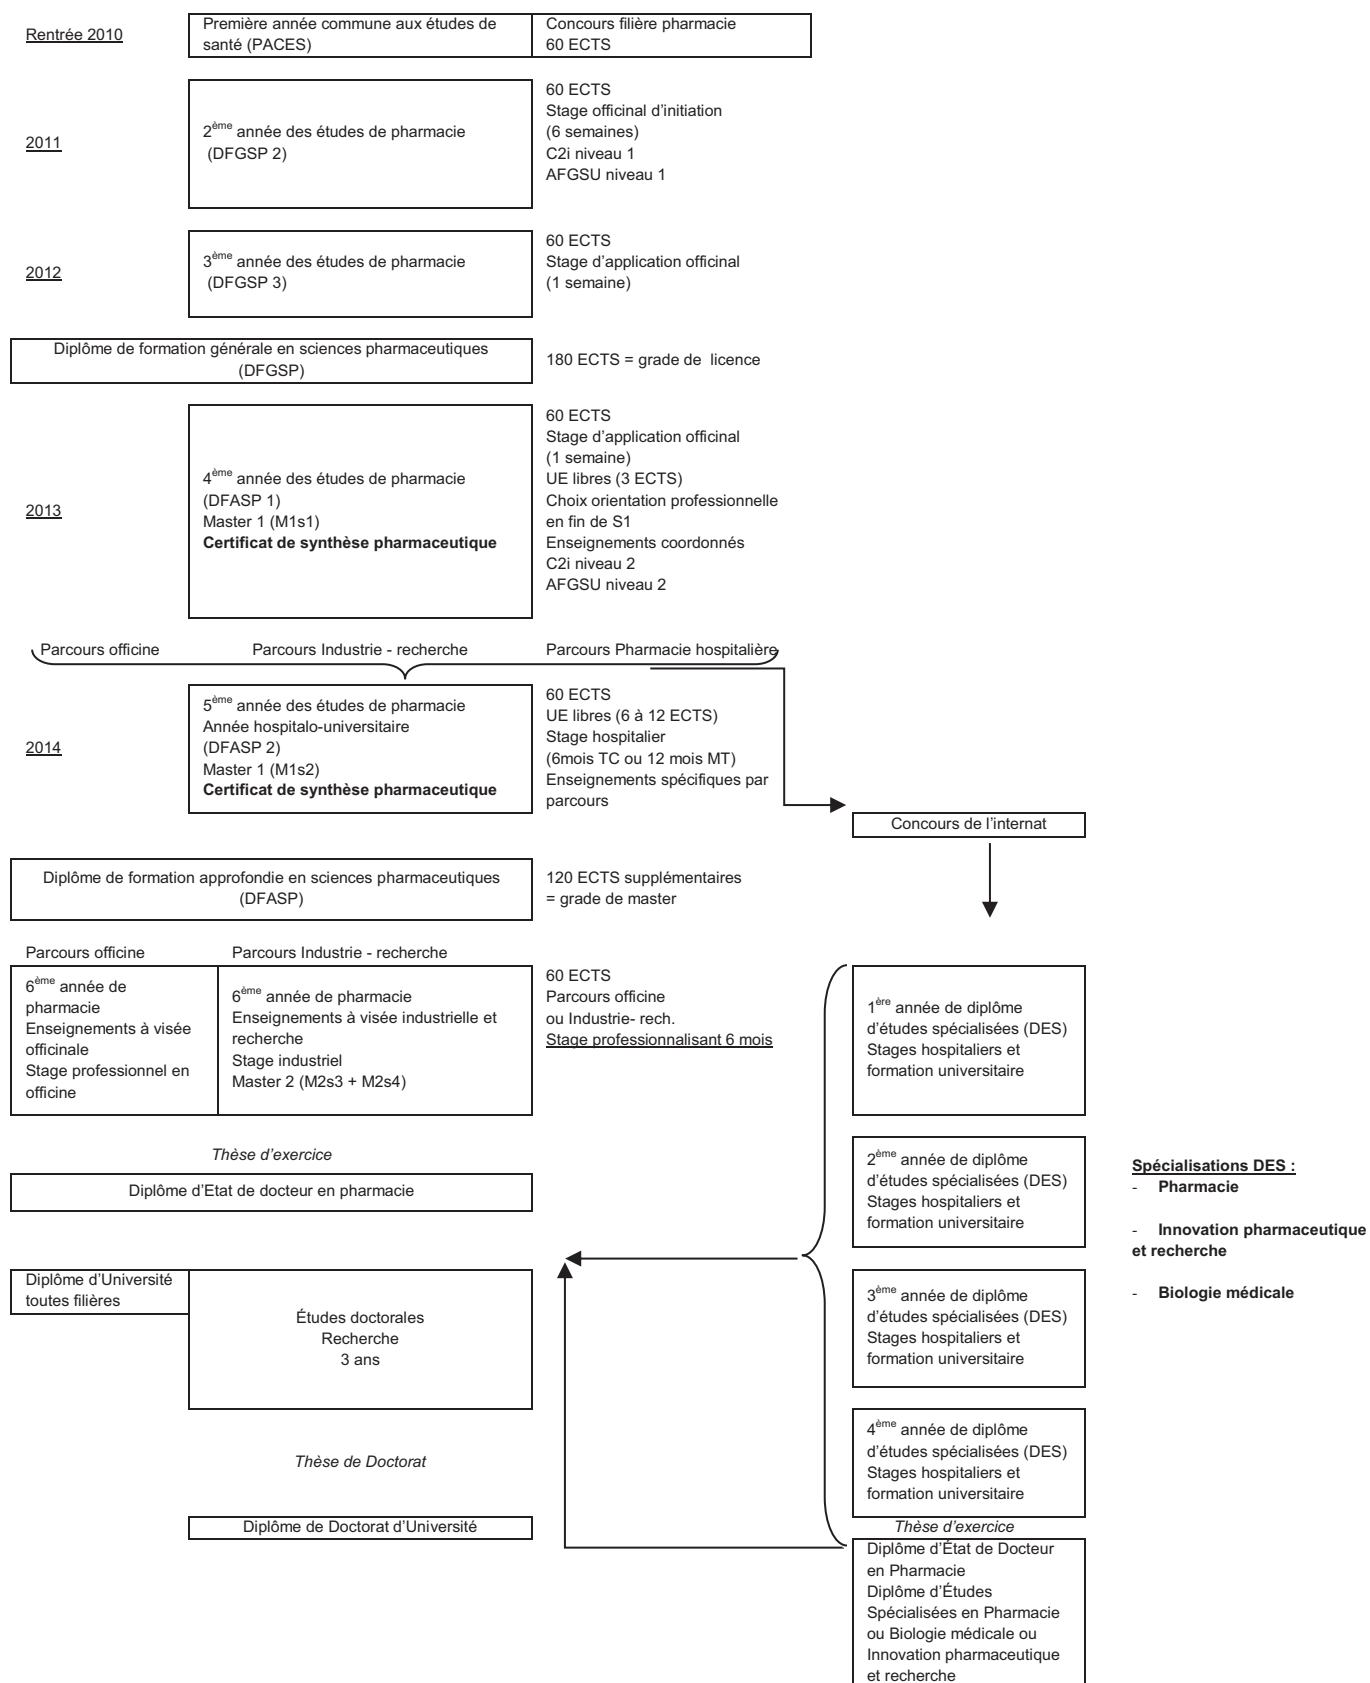 Rentrée 2010
Première année commune aux études de
santé (PACES)
Concours filière pharmacie
60 ECTS
2011
2ème année des études de pharmacie
(DFGSP 2)
60 ECTS
Stage officinal d’initiation
(6 semaines)
C2i niveau 1
AFGSU niveau 1
2012
3ème année des études de pharmacie
(DFGSP 3)
60 ECTS
Stage d’application officinal
(1 semaine)
Diplôme de formation générale en sciences pharmaceutiques
(DFGSP)
180 ECTS = grade de licence
2013
4ème année des études de pharmacie
(DFASP 1)
Master 1 (M1s1)
Certificat de synthèse pharmaceutique
60 ECTS
Stage d’application officinal
(1 semaine)
UE libres (3 ECTS)
Choix orientation professionnelle
en fin de S1
Enseignements coordonnés
C2i niveau 2
AFGSU niveau 2
Parcours officine
Parcours Industrie - recherche
Parcours Pharmacie hospitalière
2014
5ème année des études de pharmacie
Année hospitalo-universitaire
(DFASP 2)
Master 1 (M1s2)
Certificat de synthèse pharmaceutique
60 ECTS
UE libres (6 à 12 ECTS)
Stage hospitalier
(6mois TC ou 12 mois MT)
Enseignements spécifiques par
parcours
Concours de l’internat
Diplôme de formation approfondie en sciences pharmaceutiques
(DFASP)
120 ECTS supplémentaires
= grade de master
Parcours officine
Parcours Industrie - recherche
6ème année de
pharmacie
Enseignements à visée
officinale
Stage professionnel en
officine
6ème année de pharmacie
Enseignements à visée industrielle et
recherche
Stage industriel
Master 2 (M2s3 + M2s4)
60 ECTS
Parcours officine
ou Industrie- rech.
Stage professionnalisant 6 mois
1ère année de diplôme
d’études spécialisées (DES)
Stages hospitaliers et
formation universitaire
Thèse d’exercice
Diplôme d’Etat de docteur en pharmacie
2ème année de diplôme
d’études spécialisées (DES)
Stages hospitaliers et
formation universitaire
Spécialisations DES :
- Pharmacie
- Innovation pharmaceutique
et recherche
- Biologie médicale
Diplôme d’Université
toutes filières
Études doctorales
Recherche
3 ans
3ème année de diplôme
d’études spécialisées (DES)
Stages hospitaliers et
formation universitaire
4ème année de diplôme
d’études spécialisées (DES)
Stages hospitaliers et
formation universitaire
Thèse de Doctorat
Diplôme de Doctorat d’Université
Thèse d’exercice
Diplôme d’État de Docteur
en Pharmacie
Diplôme d’Études
Spécialisées en Pharmacie
ou Biologie médicale ou
Innovation pharmaceutique
et recherche